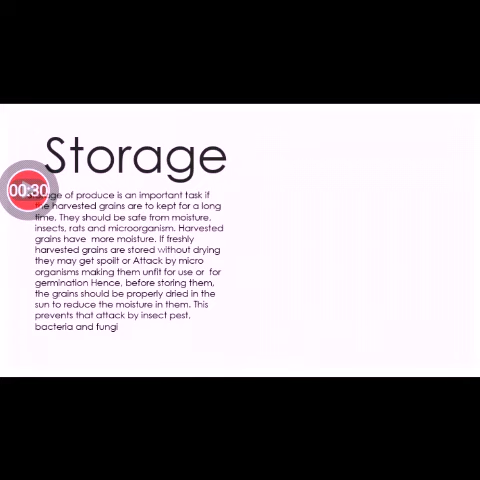 Storage
00:30
of produce is an important task if
the harvested grains are to kept for a long
time. They should be safe from moisture,
insects, rats and microorganism. Harvested
grains have more moisture. If freshly
harvested grains are stored without drying
they may get spoilt or Attack by micro
organisms making them unfit for use or for
germination Hence, before storing them,
the grains should be properly dried in the
sun to reduce the moisture in them. This
prevents that attack by insect pest,
bacteria and fungi